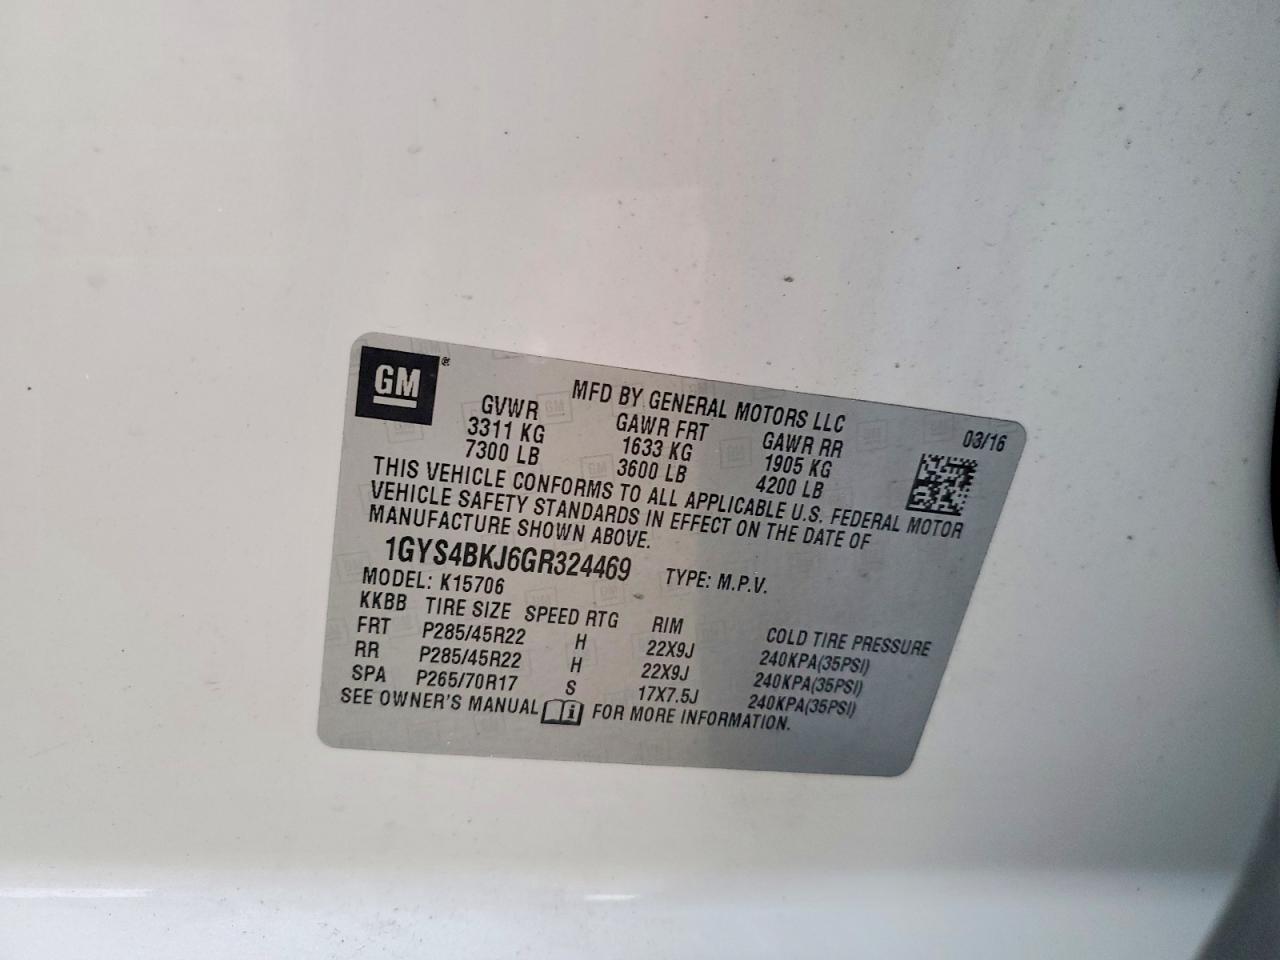 GM®
MFD BY GENERAL MOTORS LLC
03/16
GVWR GAWR FRT GAWR RR
3311 KG 1633 KG 1905 KG
7300 LB 3600 LB 4200 LB
THIS VEHICLE CONFORMS TO ALL APPLICABLE U.S. FEDERAL MOTOR
VEHICLE SAFETY STANDARDS IN EFFECT ON THE DATE OF
MANUFACTURE SHOWN ABOVE.
1GYS4BKJ6GR324469 TYPE: M.P.V.
MODEL: K15706
KKBB TIRE SIZE SPEED RTG RIM COLD TIRE PRESSURE
FRT P285/45R22 H 22X9J 240KPA(35PSI)
RR P285/45R22 H 22X9J 240KPA(35PSI)
SPA P265/70R17 S 17X7.5J 240KPA(35PSI)
SEE OWNER'S MANUAL i FOR MORE INFORMATION.